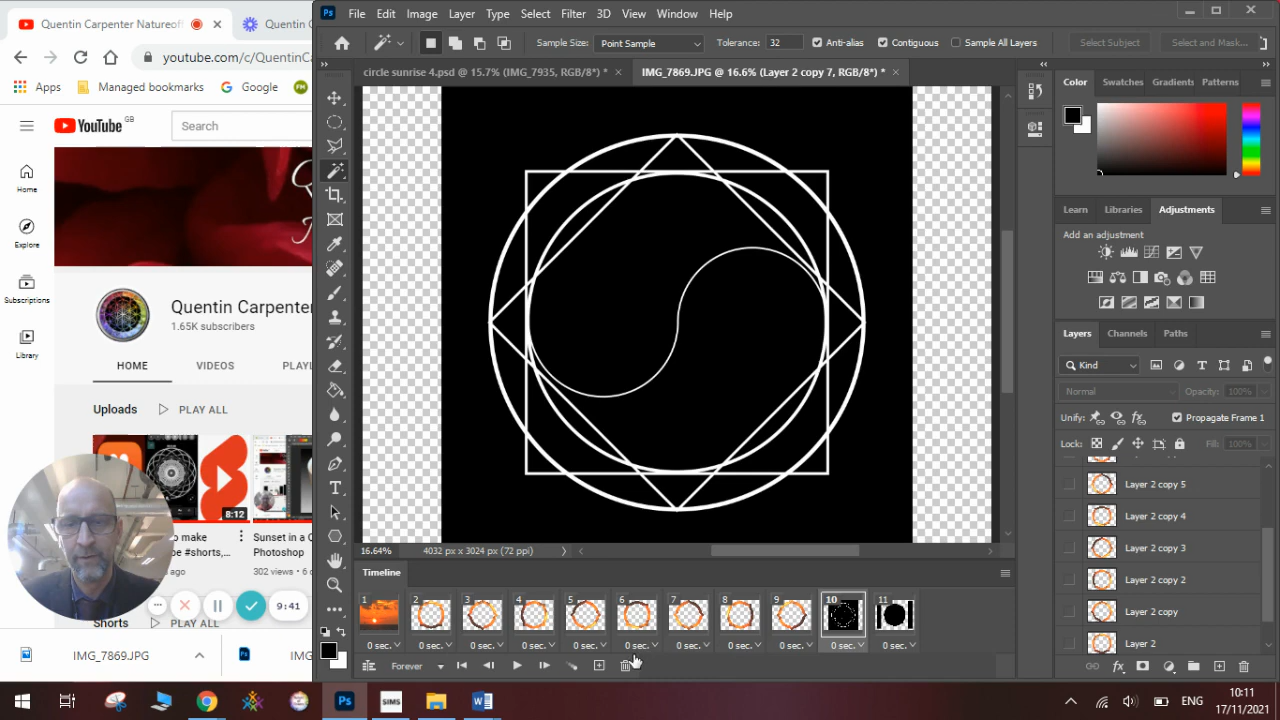 Quentin Carpenter Natureof
Quentin C
youtube.com/c/QuentinCa
Apps
Managed bookmarks
Google
YouTube GB
Search
Home
Explore
Subscriptions
Library
Quentin Carpenter
1.65K subscribers
HOME
VIDEOS
PLAYL
Uploads
PLAY ALL
8:12
to make
be #shorts,...
Sunset in a C
Photoshop
302 views • 6 d
9:41
Shorts
PLAY ALL
IMG_7869.JPG
Ps
File Edit Image Layer Type Select Filter 3D View Window Help
Sample Size: Point Sample Tolerance: 32 Anti-alias Contiguous Sample All Layers Select Subject Select and Mask...
circle sunrise 4.psd @ 15.7% (IMG_7935, RGB/8*) *
IMG_7869.JPG @ 16.6% (Layer 2 copy 7, RGB/8*) *
16.64% 4032 px x 3024 px (72 ppi)
Timeline
1 2 3 4 5 6 7 8 9 10 11
0 sec. 0 sec. 0 sec. 0 sec. 0 sec. 0 sec. 0 sec. 0 sec. 0 sec. 0 sec. 0 sec.
Forever
Color Swatches Gradients Patterns
Learn Libraries Adjustments
Add an adjustment
Layers Channels Paths
Kind
Normal Opacity: 100%
Unify: Propagate Frame 1
Lock: Fill: 100%
Layer 2 copy 5
Layer 2 copy 4
Layer 2 copy 3
Layer 2 copy 2
Layer 2 copy
Layer 2
fx
Ps
SIMS
W
ENG
10:11
17/11/2021